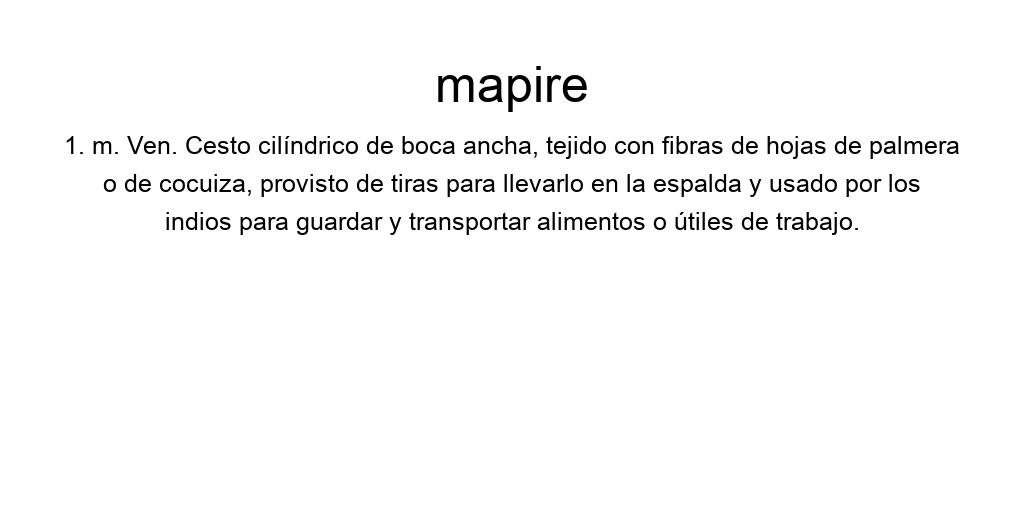 mapire
1. m. Ven. Cesto cilíndrico de boca ancha, tejido con fibras de hojas de palmera
o de cocuiza, provisto de tiras para llevarlo en la espalda y usado por los
indios para guardar y transportar alimentos o útiles de trabajo.